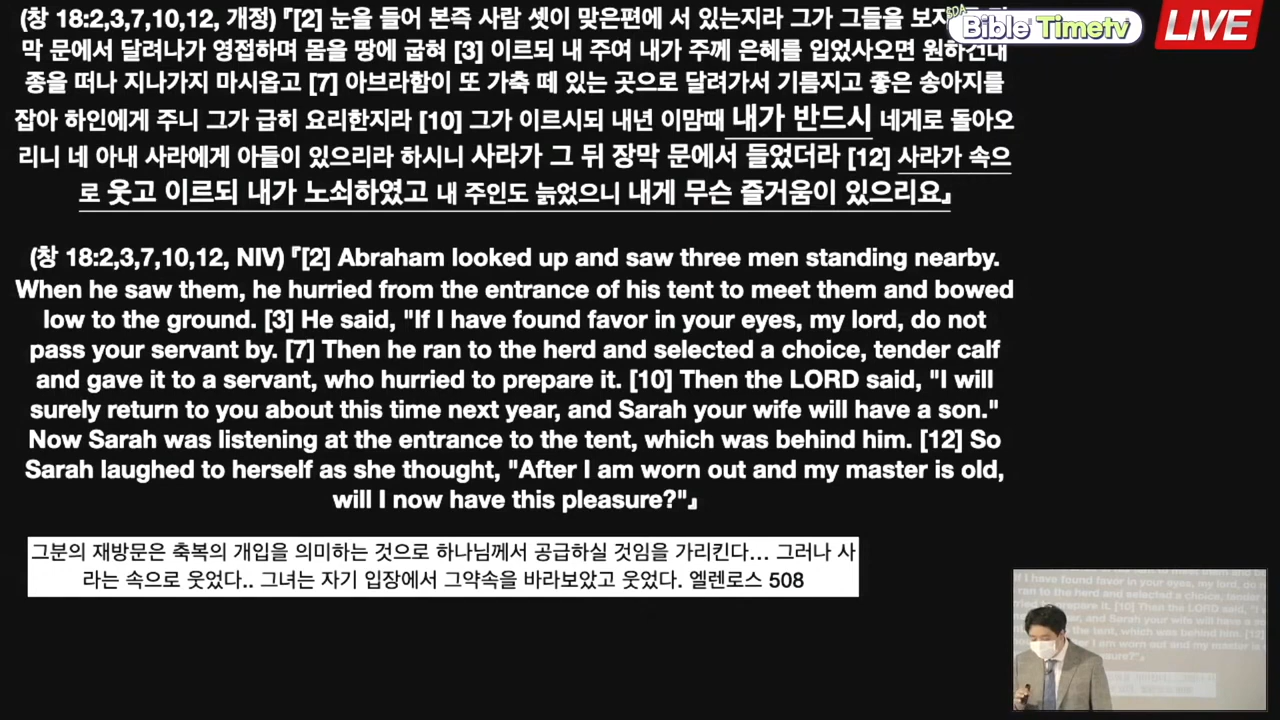 (창 18:2,3,7,10,12, 개정) 『[2] 눈을 들어 본즉 사람 셋이 맞은편에 서 있는지라 그가 그들을 보자
막 문에서 달려나가 영접하며 몸을 땅에 굽혀 [3] 이르되 내 주여 내가 주께 은혜를 입었사오면 원하건대
종을 떠나 지나가지 마시옵고 [7] 아브라함이 또 가축 떼 있는 곳으로 달려가서 기름지고 좋은 송아지를
잡아 하인에게 주니 그가 급히 요리한지라 [10] 그가 이르시되 내년 이맘때 내가 반드시 네게로 돌아오
리니 네 아내 사라에게 아들이 있으리라 하시니 사라가 그 뒤 장막 문에서 들었더라 [12] 사라가 속으
로 웃고 이르되 내가 노쇠하였고 내 주인도 늙었으니 내게 무슨 즐거움이 있으리요』
(창 18:2,3,7,10,12, NIV) 『[2] Abraham looked up and saw three men standing nearby.
When he saw them, he hurried from the entrance of his tent to meet them and bowed
low to the ground. [3] He said, "If I have found favor in your eyes, my lord, do not
pass your servant by. [7] Then he ran to the herd and selected a choice, tender calf
and gave it to a servant, who hurried to prepare it. [10] Then the LORD said, "I will
surely return to you about this time next year, and Sarah your wife will have a son."
Now Sarah was listening at the entrance to the tent, which was behind him. [12] So
Sarah laughed to herself as she thought, "After I am worn out and my master is old,
will I now have this pleasure?"』
그분의 재방문은 축복의 개입을 의미하는 것으로 하나님께서 공급하실 것임을 가리킨다... 그러나 사
라는 속으로 웃었다.. 그녀는 자기 입장에서 그약속을 바라보았고 웃었다. 엘렌로스 508
SDA
Bible Timetv
LIVE